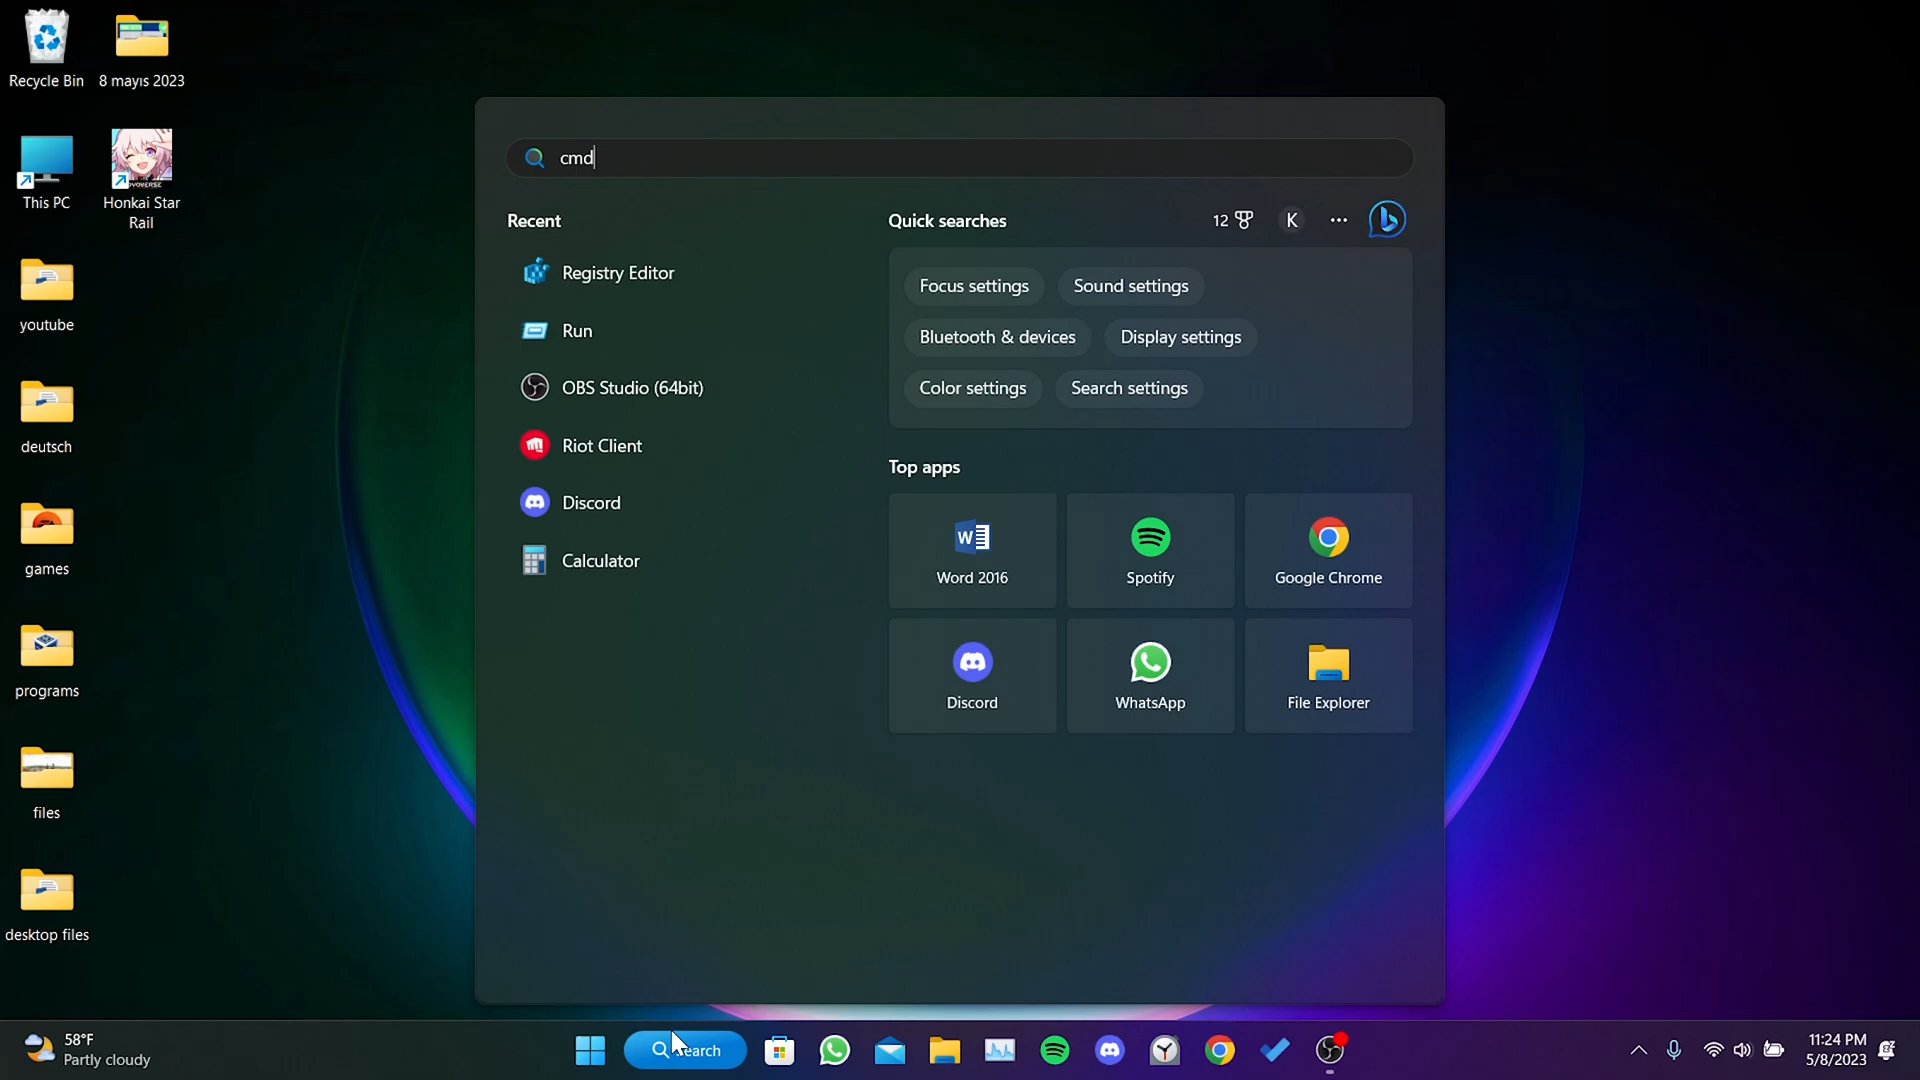 Recycle Bin
8 mayıs 2023
This PC
Honkai Star
Rail
youtube
deutsch
games
programs
files
desktop files
cmd
Recent
Registry Editor
Run
OBS Studio (64bit)
Riot Client
Discord
Calculator
Quick searches
12
K
Focus settings
Sound settings
Bluetooth & devices
Display settings
Color settings
Search settings
Top apps
Word 2016
Spotify
Google Chrome
Discord
WhatsApp
File Explorer
58°F
Partly cloudy
Search
11:24 PM
5/8/2023